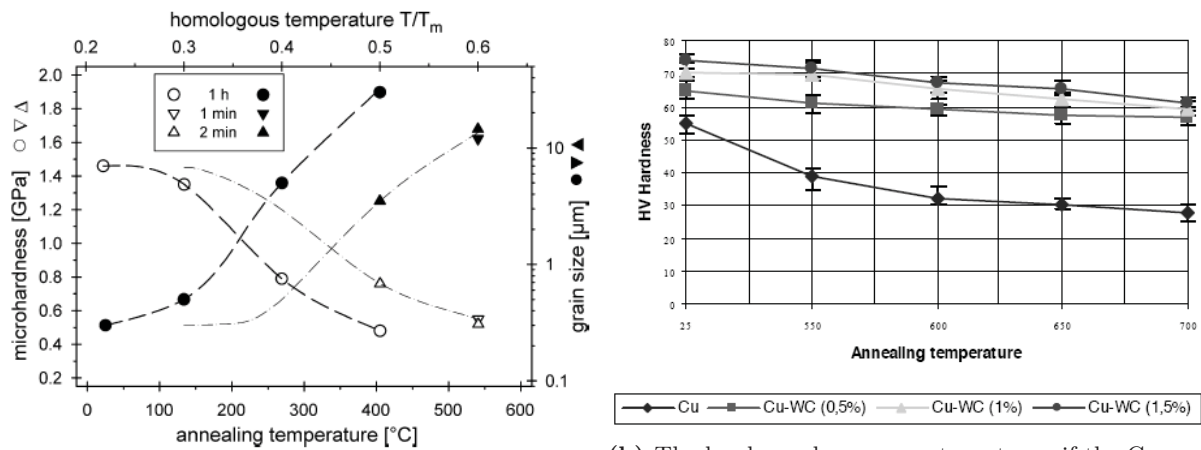 homologous temperature T/Tm
0.2 0.3 0.4 0.5 0.6
2.0
1.8
1.6
1.4
1.2
1.0
0.8
0.6
0.4
0.2
microhardness [GPa] ○ ▽ △
○ 1 h ●
▽ 1 min ▼
△ 2 min ▲
10
1
0.1
grain size [µm] ● ▼ ▲
0 100 200 300 400 500 600
annealing temperature [°C]
80
70
60
50
40
30
20
10
0
HV Hardness
25 550 600 650 700
Annealing temperature
Cu Cu-WC (0,5%) Cu-WC (1%) Cu-WC (1,5%)